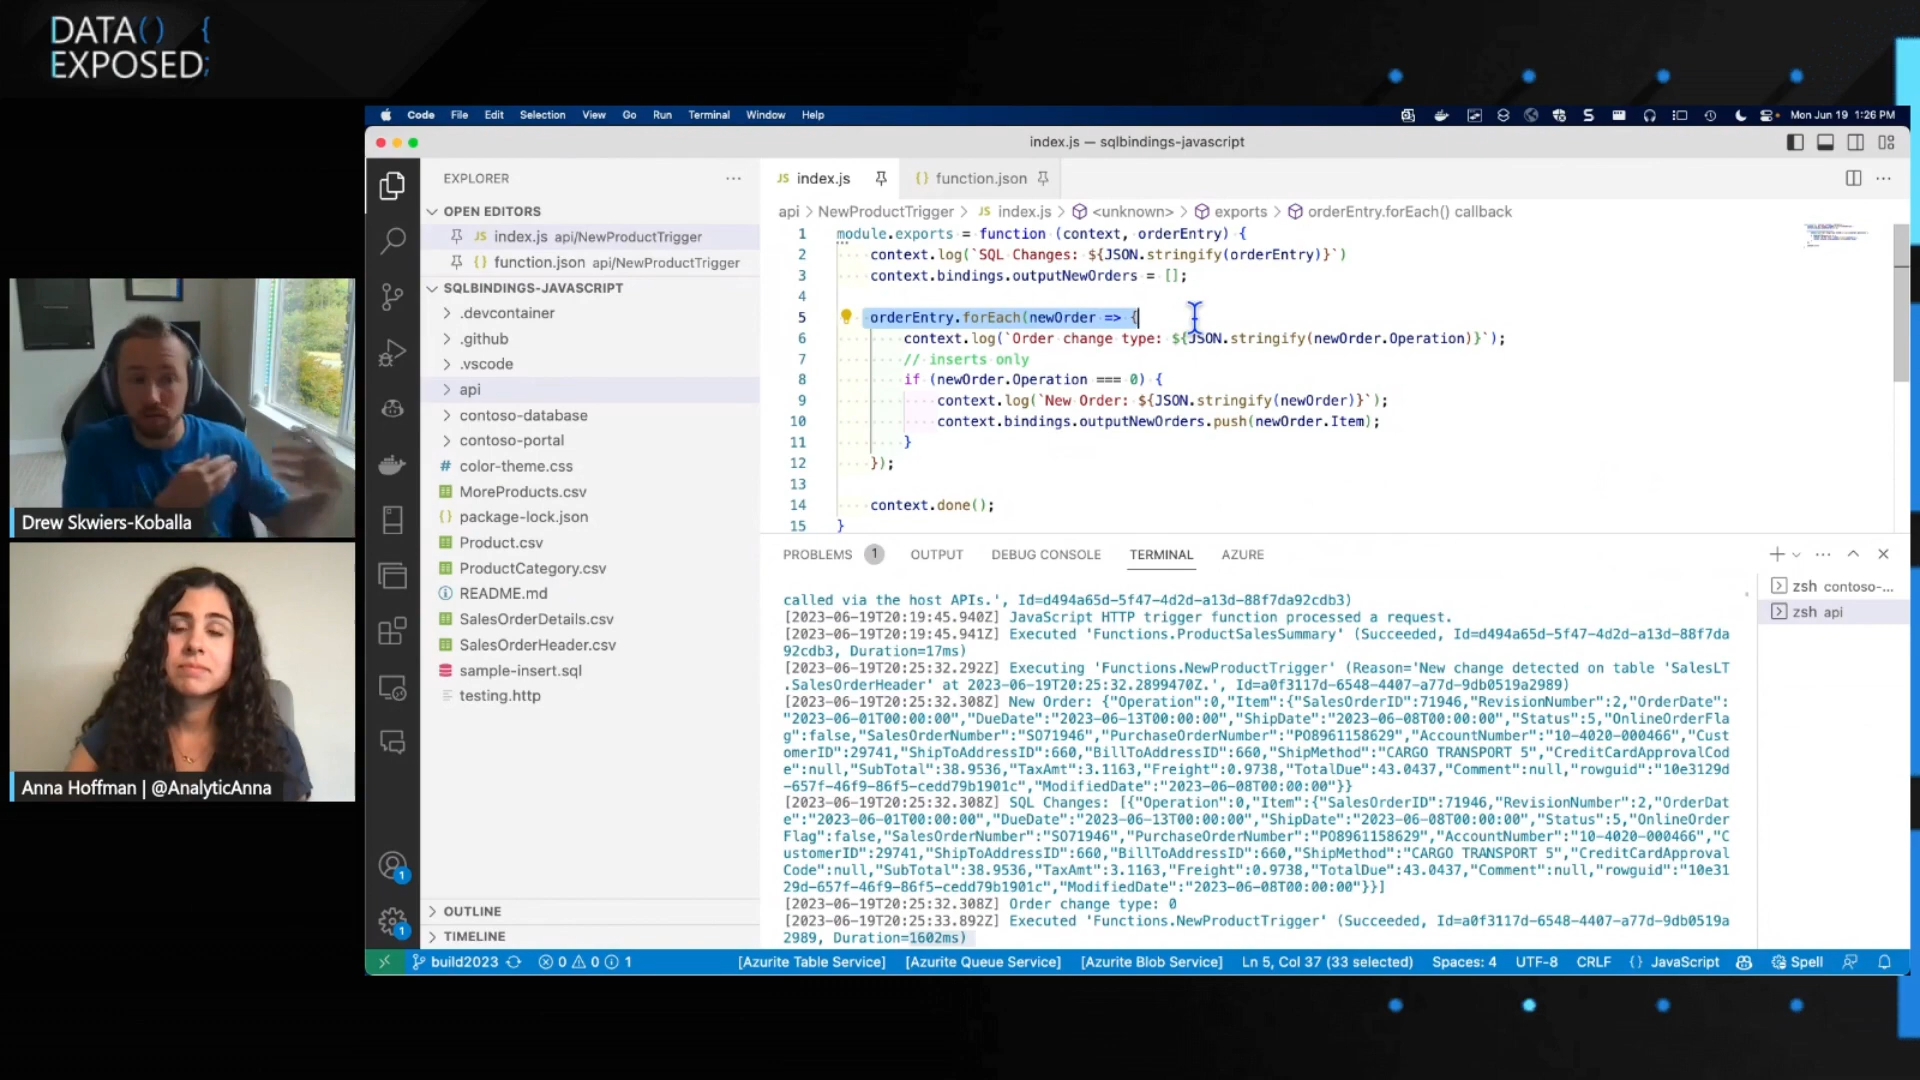 DATA() {
EXPOSED;
Code File Edit Selection View Go Run Terminal Window Help
Mon Jun 19 1:26 PM
index.js — sqlbindings-javascript
EXPLORER
OPEN EDITORS
JS index.js api/NewProductTrigger
{} function.json api/NewProductTrigger
SQLBINDINGS-JAVASCRIPT
.devcontainer
.github
.vscode
api
contoso-database
contoso-portal
# color-theme.css
MoreProducts.csv
{} package-lock.json
Product.csv
ProductCategory.csv
README.md
SalesOrderDetails.csv
SalesOrderHeader.csv
sample-insert.sql
testing.http
OUTLINE
TIMELINE
JS index.js
{} function.json
api > NewProductTrigger > JS index.js > <unknown> > exports > orderEntry.forEach() callback
1 module.exports = function (context, orderEntry) {
2 context.log(`SQL Changes: ${JSON.stringify(orderEntry)}`)
3 context.bindings.outputNewOrders = [];
4
5 orderEntry.forEach(newOrder => {
6 context.log(`Order change type: ${JSON.stringify(newOrder.Operation)}`);
7 // inserts only
8 if (newOrder.Operation === 0) {
9 context.log(`New Order: ${JSON.stringify(newOrder)}`);
10 context.bindings.outputNewOrders.push(newOrder.Item);
11 }
12 });
13
14 context.done();
15 }
PROBLEMS 1 OUTPUT DEBUG CONSOLE TERMINAL AZURE
zsh contoso-...
zsh api
called via the host APIs.', Id=d494a65d-5f47-4d2d-a13d-88f7da92cdb3)
[2023-06-19T20:19:45.940Z] JavaScript HTTP trigger function processed a request.
[2023-06-19T20:19:45.941Z] Executed 'Functions.ProductSalesSummary' (Succeeded, Id=d494a65d-5f47-4d2d-a13d-88f7da
92cdb3, Duration=17ms)
[2023-06-19T20:25:32.292Z] Executing 'Functions.NewProductTrigger' (Reason='New change detected on table 'SalesLT
.SalesOrderHeader' at 2023-06-19T20:25:32.2899470Z.', Id=a0f3117d-6548-4407-a77d-9db0519a2989)
[2023-06-19T20:25:32.308Z] New Order: {"Operation":0,"Item":{"SalesOrderID":71946,"RevisionNumber":2,"OrderDate":
"2023-06-01T00:00:00","DueDate":"2023-06-13T00:00:00","ShipDate":"2023-06-08T00:00:00","Status":5,"OnlineOrderFla
g":false,"SalesOrderNumber":"SO71946","PurchaseOrderNumber":"PO8961158629","AccountNumber":"10-4020-000466","Cust
omerID":29741,"ShipToAddressID":660,"BillToAddressID":660,"ShipMethod":"CARGO TRANSPORT 5","CreditCardApprovalCod
e":null,"SubTotal":38.9536,"TaxAmt":3.1163,"Freight":0.9738,"TotalDue":43.0437,"Comment":null,"rowguid":"10e3129d
-657f-46f9-86f5-cedd79b1901c","ModifiedDate":"2023-06-08T00:00:00"}}
[2023-06-19T20:25:32.308Z] SQL Changes: [{"Operation":0,"Item":{"SalesOrderID":71946,"RevisionNumber":2,"OrderDat
e":"2023-06-01T00:00:00","DueDate":"2023-06-13T00:00:00","ShipDate":"2023-06-08T00:00:00","Status":5,"OnlineOrder
Flag":false,"SalesOrderNumber":"SO71946","PurchaseOrderNumber":"PO8961158629","AccountNumber":"10-4020-000466","C
ustomerID":29741,"ShipToAddressID":660,"BillToAddressID":660,"ShipMethod":"CARGO TRANSPORT 5","CreditCardApproval
Code":null,"SubTotal":38.9536,"TaxAmt":3.1163,"Freight":0.9738,"TotalDue":43.0437,"Comment":null,"rowguid":"10e31
29d-657f-46f9-86f5-cedd79b1901c","ModifiedDate":"2023-06-08T00:00:00"}}]
[2023-06-19T20:25:32.308Z] Order change type: 0
[2023-06-19T20:25:33.892Z] Executed 'Functions.NewProductTrigger' (Succeeded, Id=a0f3117d-6548-4407-a77d-9db0519a
2989, Duration=1602ms)
build2023 0 0 1 [Azurite Table Service] [Azurite Queue Service] [Azurite Blob Service] Ln 5, Col 37 (33 selected) Spaces: 4 UTF-8 CRLF {} JavaScript Spell
Drew Skwiers-Koballa
Anna Hoffman | @AnalyticAnna